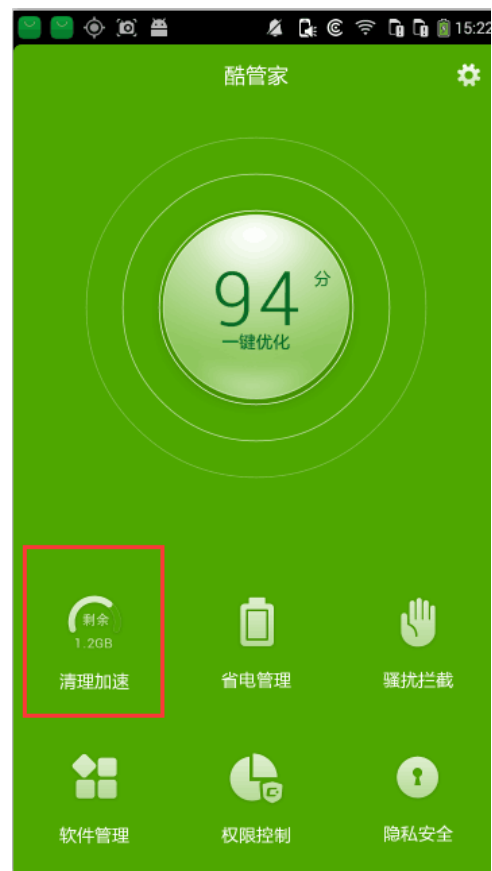 15:22
酷管家
94 分
一键优化
剩余
1.2GB
清理加速
省电管理
骚扰拦截
软件管理
权限控制
隐私安全